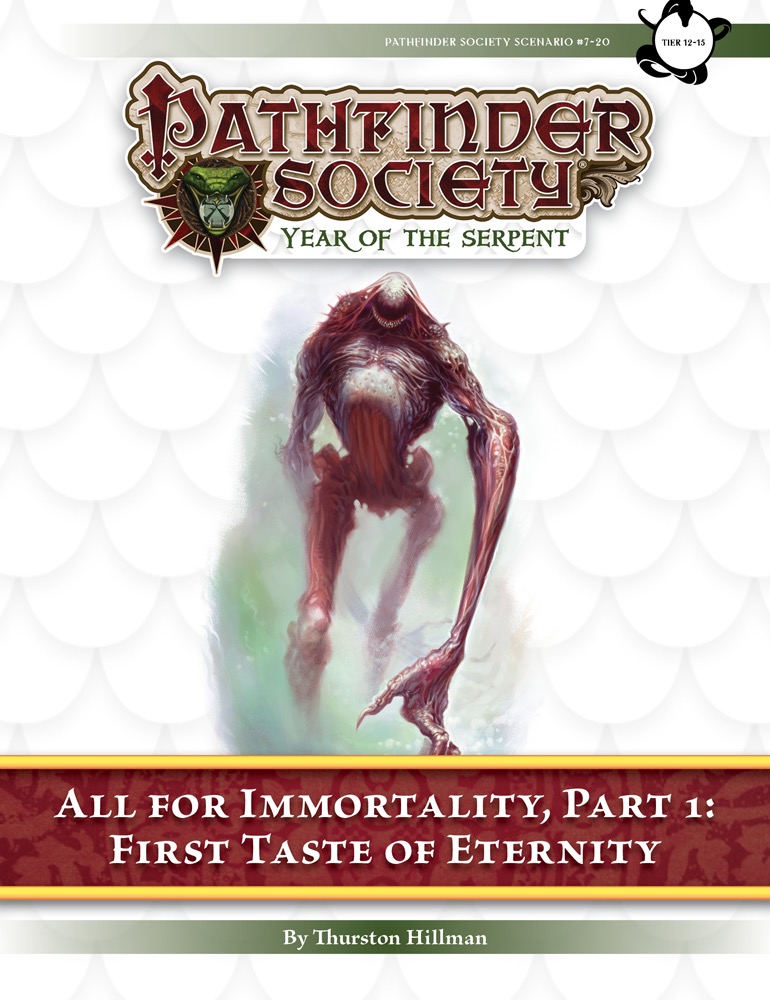 PATHFINDER SOCIETY SCENARIO #7-20
TIER 12-15
PATHFINDER
SOCIETY®
YEAR OF THE SERPENT
ALL FOR IMMORTALITY, PART 1:
FIRST TASTE OF ETERNITY
By Thurston Hillman